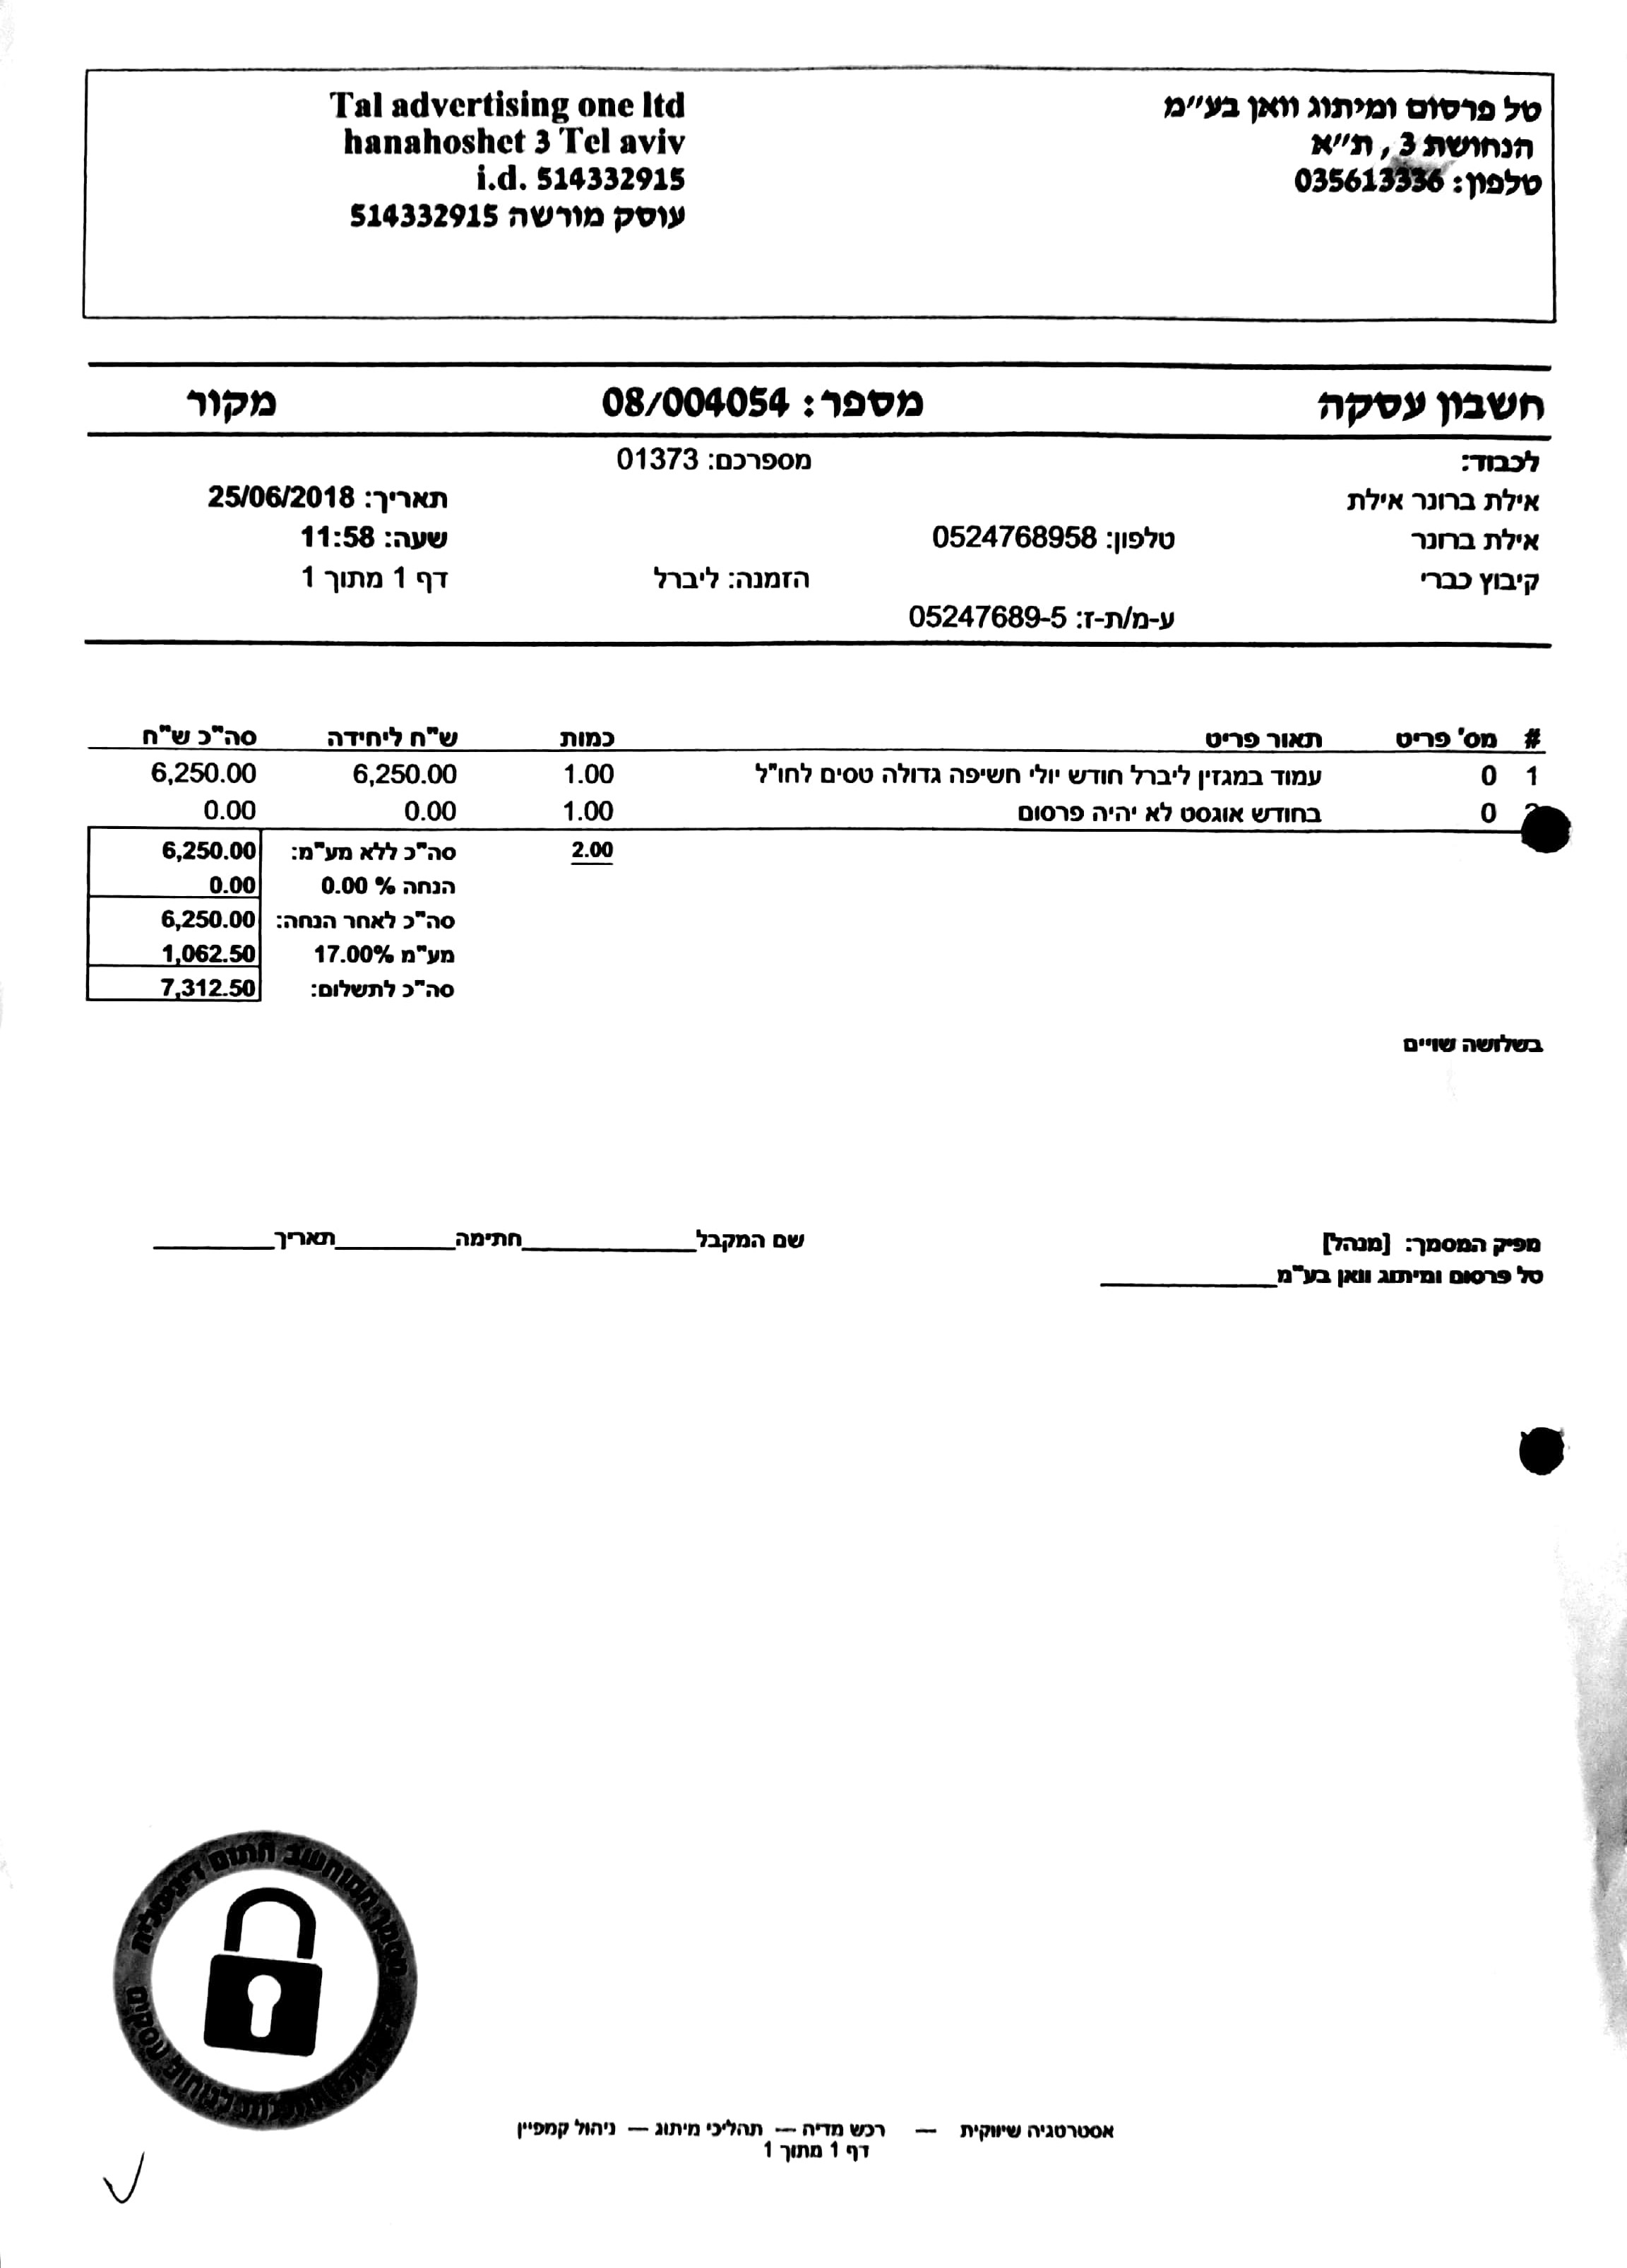 טל פרסום ומיתוג וואן בע״מ
הנחושת 3, ת״א
טלפון: 035613336
Tal advertising one ltd
hanahoshet 3 Tel aviv
i.d. 514332915
עוסק מורשה 514332915
חשבון עסקה מספר: 08/004054 מקור
לכבוד: מספרכם: 01373
אילת ברונר אילת תאריך: 25/06/2018
אילת ברונר טלפון: 0524768958 שעה: 11:58
קיבוץ כברי הזמנה: ליברל דף 1 מתוך 1
ע-מ/ת-ז: 05247689-5
# מס' פריט תאור פריט כמות ש"ח ליחידה סה"כ ש"ח
1 0 עמוד במגזין ליברל חודש יולי חשיפה גדולה טסים לחו"ל 1.00 6,250.00 6,250.00
0 בחודש אוגסט לא יהיה פרסום 1.00 0.00 0.00
2.00 סה"כ ללא מע"מ: 6,250.00
הנחה % 0.00 0.00
סה"כ לאחר הנחה: 6,250.00
מע"מ 17.00% 1,062.50
סה"כ לתשלום: 7,312.50
בשלושה שויים
מפיק המסמך: [מנהל] שם המקבל____________חתימה________תאריך________
טל פרסום ומיתוג וואן בע"מ____________
מסמך ממוחשב חתום דיגיטלית
אסטרטגיה שיווקית — רכש מדיה — תהליכי מיתוג — ניהול קמפיין
דף 1 מתוך 1